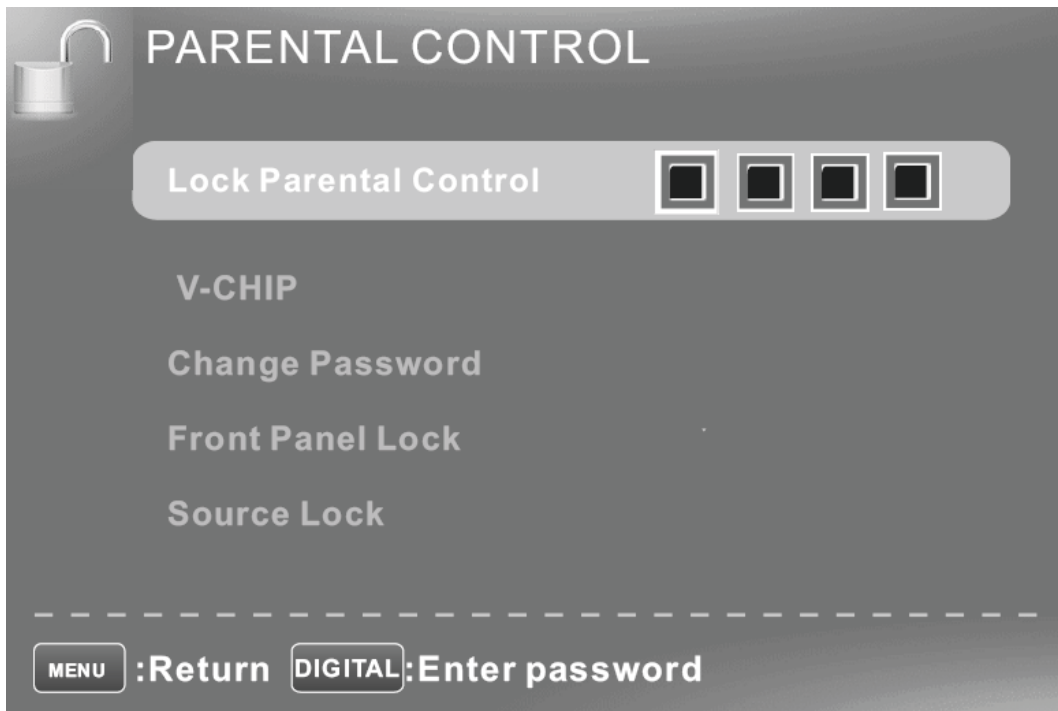 PARENTAL CONTROL
Lock Parental Control
V-CHIP
Change Password
Front Panel Lock
Source Lock
MENU :Return DIGITAL:Enter password